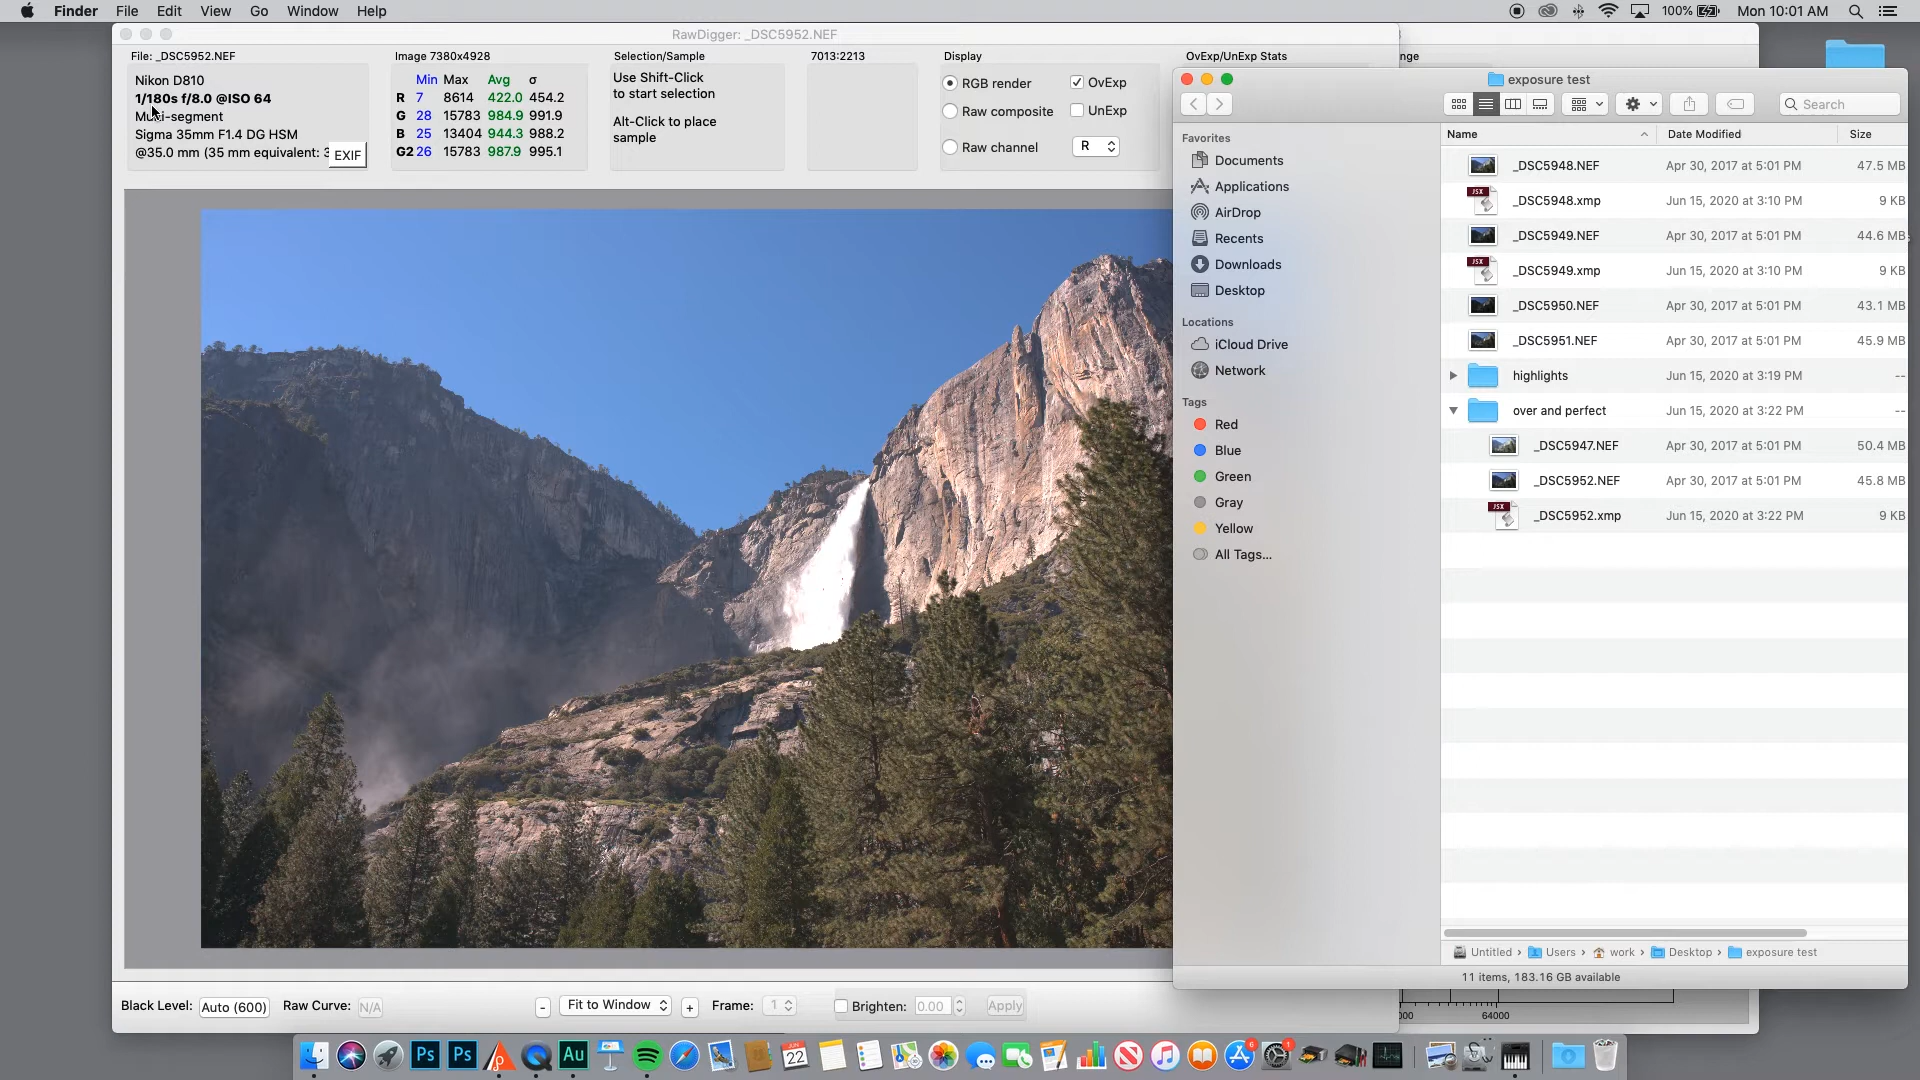 Finder File Edit View Go Window Help
100% Mon 10:01 AM
RawDigger: _DSC5952.NEF
File: _DSC5952.NEF
Nikon D810
1/180s f/8.0 @ISO 64
Multi-segment
Sigma 35mm F1.4 DG HSM
@35.0 mm (35 mm equivalent: 3
EXIF
Image 7380x4928
Min Max Avg σ
R 7 8614 422.0 454.2
G 28 15783 984.9 991.9
B 25 13404 944.3 988.2
G2 26 15783 987.9 995.1
Selection/Sample
Use Shift-Click
to start selection
Alt-Click to place
sample
7013:2213
Display
RGB render
OvExp
Raw composite
UnExp
Raw channel
R
OvExp/UnExp Stats
nge
exposure test
Search
Favorites
Documents
Applications
AirDrop
Recents
Downloads
Desktop
Locations
iCloud Drive
Network
Tags
Red
Blue
Green
Gray
Yellow
All Tags...
Name Date Modified Size
_DSC5948.NEF Apr 30, 2017 at 5:01 PM 47.5 MB
JSX _DSC5948.xmp Jun 15, 2020 at 3:10 PM 9 KB
_DSC5949.NEF Apr 30, 2017 at 5:01 PM 44.6 MB
JSX _DSC5949.xmp Jun 15, 2020 at 3:10 PM 9 KB
_DSC5950.NEF Apr 30, 2017 at 5:01 PM 43.1 MB
_DSC5951.NEF Apr 30, 2017 at 5:01 PM 45.9 MB
highlights Jun 15, 2020 at 3:19 PM --
over and perfect Jun 15, 2020 at 3:22 PM --
_DSC5947.NEF Apr 30, 2017 at 5:01 PM 50.4 MB
_DSC5952.NEF Apr 30, 2017 at 5:01 PM 45.8 MB
JSX _DSC5952.xmp Jun 15, 2020 at 3:22 PM 9 KB
Untitled › Users › work › Desktop › exposure test
11 items, 183.16 GB available
Black Level: Auto (600) Raw Curve: N/A - Fit to Window + Frame: 1 Brighten: 0.00 Apply
64000
Ps Ps Au JUN 22 6 1